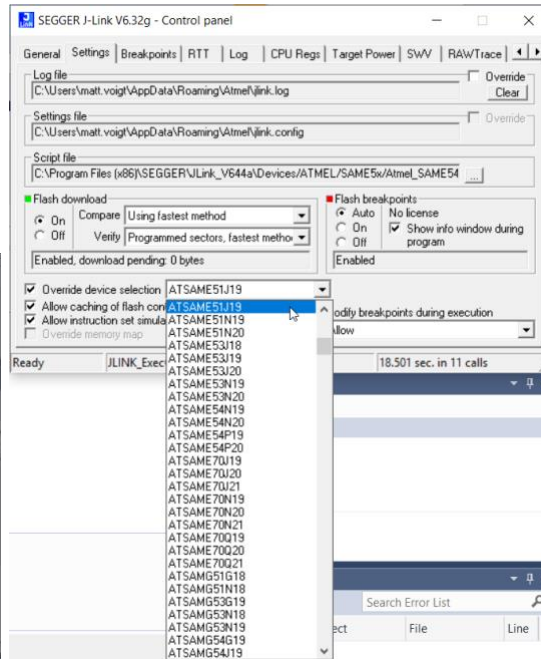 SEGGER J-Link V6.32g - Control panel
General Settings Breakpoints RTT Log CPU Regs Target Power SWV RAWTrace
Log file
Override
C:\Users\matt.voigt\AppData\Roaming\Atmel\jlink.log
Clear
Settings file
Override
C:\Users\matt.voigt\AppData\Roaming\Atmel\jlink.config
Script file
C:\Program Files (x86)\SEGGER\JLink_V644a\Devices/ATMEL/SAME5x/Atmel_SAME54
...
Flash download
On
Off
Compare Using fastest method
Verify Programmed sectors, fastest metho
Enabled, download pending: 0 bytes
Flash breakpoints
Auto
On
Off
No license
Show info window during
program
Enabled
Override device selection ATSAME51J19
Allow caching of flash con
Allow instruction set simula
Override memory map
odify breakpoints during execution
llow
Ready JLINK_Exec 18.501 sec. in 11 calls
ATSAME51J19
ATSAME51N19
ATSAME51N20
ATSAME53J18
ATSAME53J19
ATSAME53J20
ATSAME53N19
ATSAME53N20
ATSAME54N19
ATSAME54N20
ATSAME54P19
ATSAME54P20
ATSAME70J19
ATSAME70J20
ATSAME70J21
ATSAME70N19
ATSAME70N20
ATSAME70N21
ATSAME70Q19
ATSAME70Q20
ATSAME70Q21
ATSAMG51G18
ATSAMG51N18
ATSAMG53G19
ATSAMG53N18
ATSAMG53N19
ATSAMG54G19
ATSAMG54J19
Search Error List
ect File Line